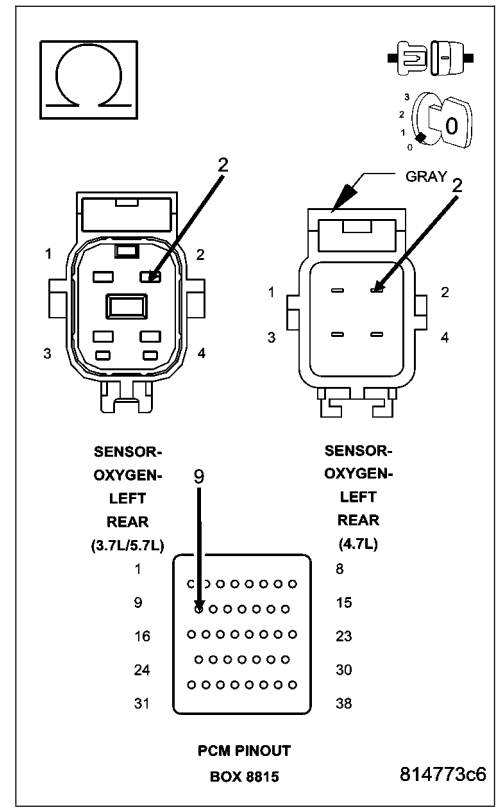 3
2
1
0
0
2
GRAY
2
1
2
3
4
1
2
3
4
SENSOR-
OXYGEN-
LEFT
REAR
(3.7L/5.7L)
SENSOR-
OXYGEN-
LEFT
REAR
(4.7L)
9
1
8
9
15
16
23
24
30
31
38
PCM PINOUT
BOX 8815
814773c6